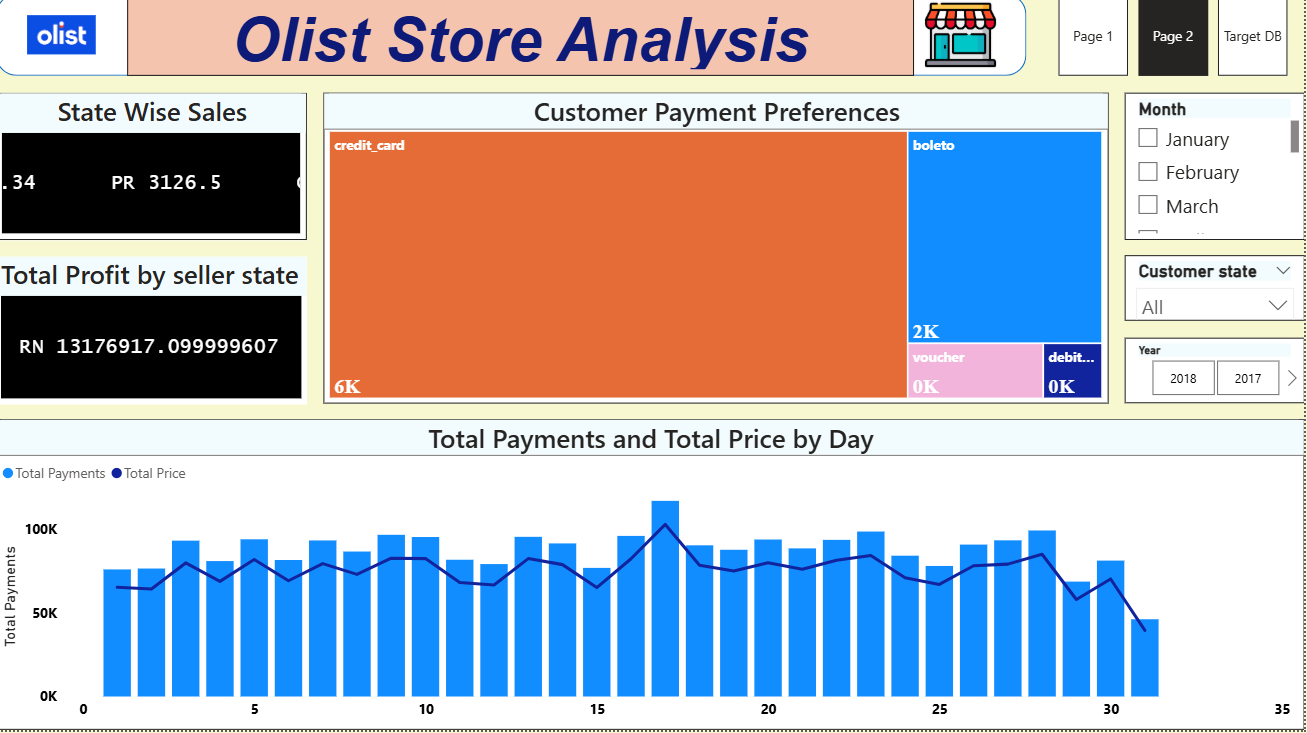 olist
Olist Store Analysis
Page 1
Page 2
Target DB
State Wise Sales
.34 PR 3126.5
Total Profit by seller state
RN 13176917.099999607
Customer Payment Preferences
credit_card
6K
boleto
2K
voucher
0K
debit...
0K
Month
January
February
March
Customer state
All
Year
2018 2017
Total Payments and Total Price by Day
Total Payments Total Price
Total Payments
100K
50K
0K
0 5 10 15 20 25 30 35